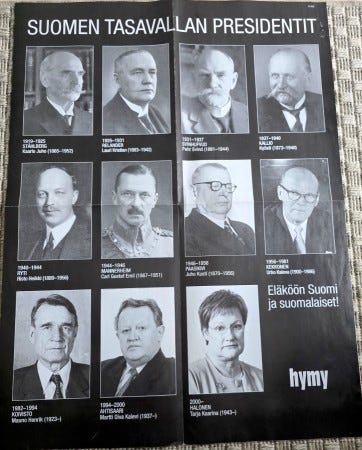 SUOMEN TASAVALLAN PRESIDENTIT
1919–1925
STÅHLBERG
Kaarlo Juho (1865–1952)
1925–1931
RELANDER
Lauri Kristian (1883–1942)
1931–1937
SVINHUFVUD
Pehr Evind (1861–1944)
1937–1940
KALLIO
Kyösti (1873–1940)
1940–1944
RYTI
Risto Heikki (1889–1956)
1944–1946
MANNERHEIM
Carl Gustaf Emil (1867–1951)
1946–1956
PAASIKIVI
Juho Kusti (1870–1956)
1956–1981
KEKKONEN
Urho Kaleva (1900–1986)
Eläköön Suomi
ja suomalaiset!
1982–1994
KOIVISTO
Mauno Henrik (1923–)
1994–2000
AHTISAARI
Martti Oiva Kalevi (1937–)
2000–
HALONEN
Tarja Kaarina (1943–)
hymy